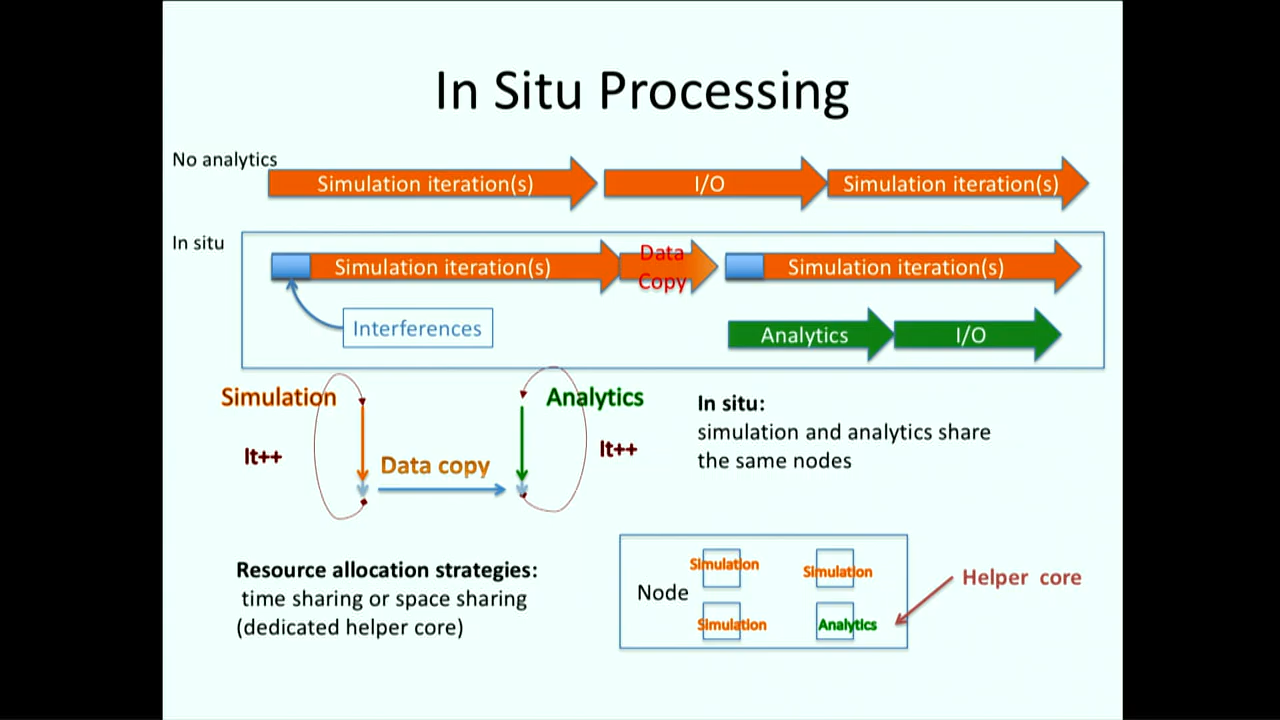 In Situ Processing
No analytics
Simulation iteration(s)
I/O
Simulation iteration(s)
In situ
Simulation iteration(s)
Data
Copy
Simulation iteration(s)
Interferences
Analytics
I/O
Simulation
Analytics
It++
Data copy
It++
In situ:
simulation and analytics share
the same nodes
Resource allocation strategies:
time sharing or space sharing
(dedicated helper core)
Node
Simulation
Simulation
Simulation
Analytics
Helper core